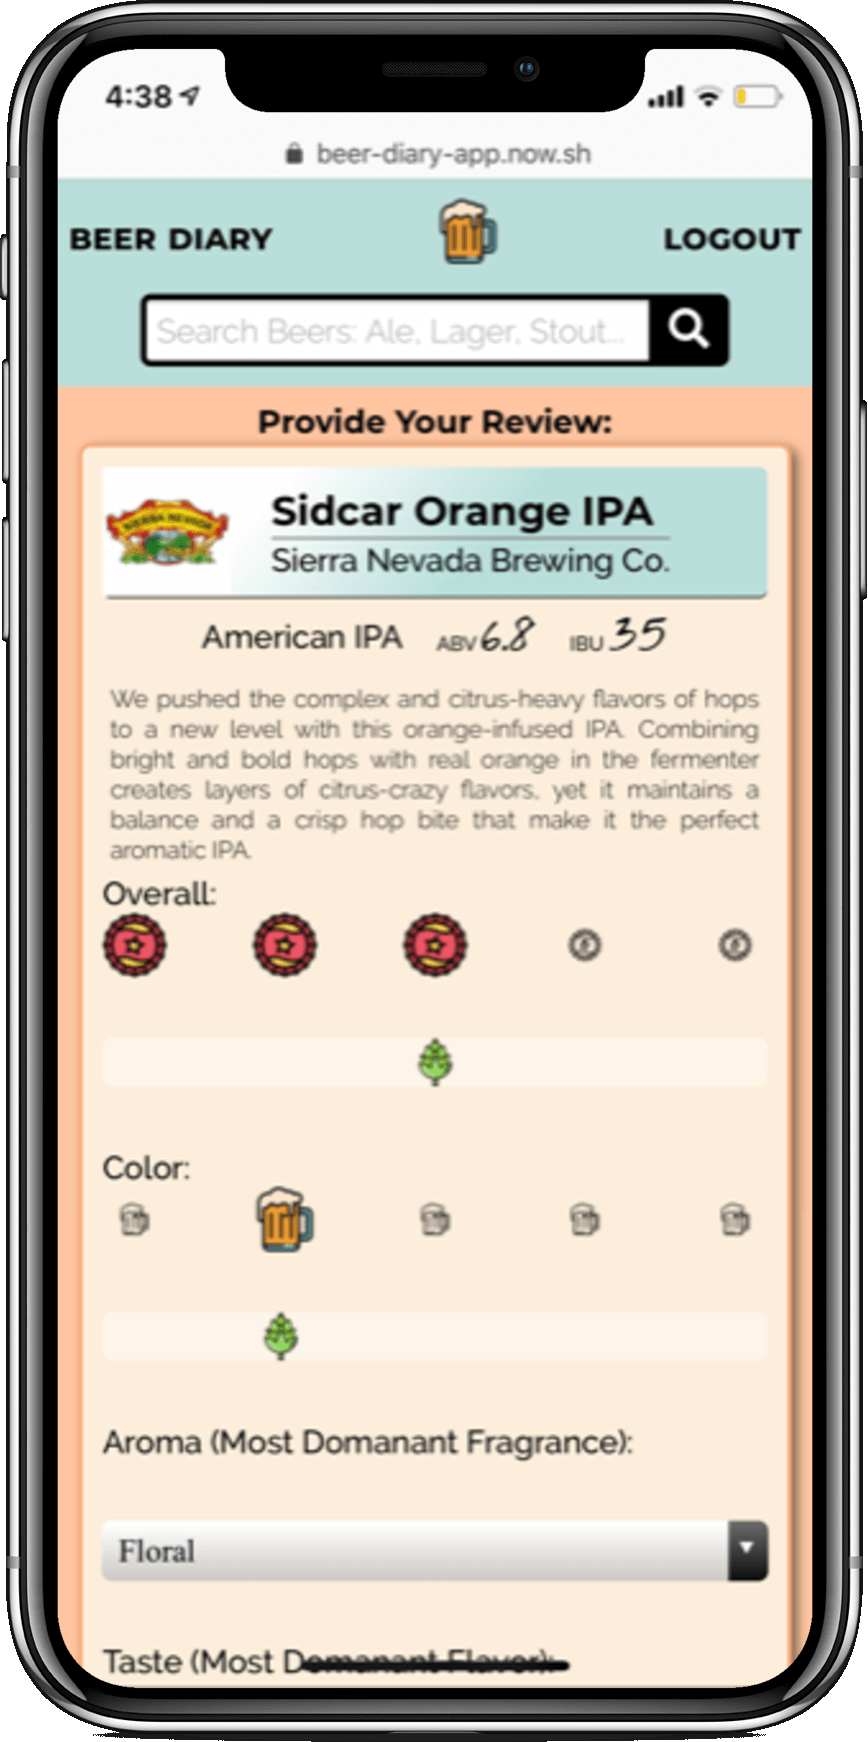 4:38
beer-diary-app.now.sh
BEER DIARY LOGOUT
Search Beers: Ale, Lager, Stout...
Provide Your Review:
SIERRA NEVADA
Sidcar Orange IPA
Sierra Nevada Brewing Co.
American IPA ABV 6.8 IBU 35
We pushed the complex and citrus-heavy flavors of hops
to a new level with this orange-infused IPA. Combining
bright and bold hops with real orange in the fermenter
creates layers of citrus-crazy flavors, yet it maintains a
balance and a crisp hop bite that make it the perfect
aromatic IPA.
Overall:
Color:
Aroma (Most Domanant Fragrance):
Floral
Taste (Most Domanant Flavor):